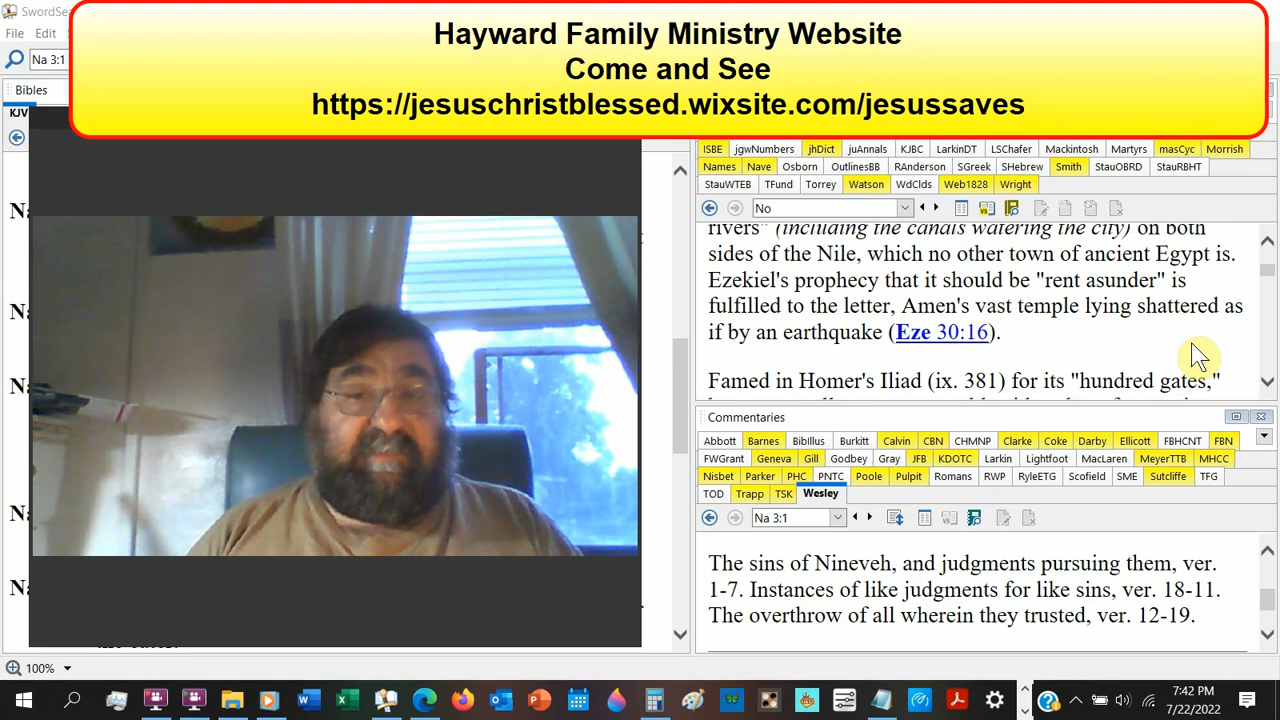 SwordSea
Hayward Family Ministry Website
Come and See
https://jesuschristblessed.wixsite.com/jesussaves
File Edit
Na 3:1
Bibles
KJV
Na
Na
Na
Na
Na
100%
ISBE jgwNumbers jhDict juAnnals KJBC LarkinDT LSChafer Mackintosh Martyrs masCyc Morrish
Names Nave Osborn OutlinesBB RAnderson SGreek SHebrew Smith StauOBRD StauRBHT
StauWTEB TFund Torrey Watson WdClds Web1828 Wright
No
rivers" (including the canals watering the city) on both
sides of the Nile, which no other town of ancient Egypt is.
Ezekiel's prophecy that it should be "rent asunder" is
fulfilled to the letter, Amen's vast temple lying shattered as
if by an earthquake (Eze 30:16).
Famed in Homer's Iliad (ix. 381) for its "hundred gates,"
Commentaries
Abbott Barnes BibIllus Burkitt Calvin CBN CHMNP Clarke Coke Darby Ellicott FBHCNT FBN
FWGrant Geneva Gill Godbey Gray JFB KDOTC Larkin Lightfoot MacLaren MeyerTTB MHCC
Nisbet Parker PHC PNTC Poole Pulpit Romans RWP RyleETG Scofield SME Sutcliffe TFG
TOD Trapp TSK Wesley
Na 3:1
The sins of Nineveh, and judgments pursuing them, ver.
1-7. Instances of like judgments for like sins, ver. 18-11.
The overthrow of all wherein they trusted, ver. 12-19.
7:42 PM
7/22/2022